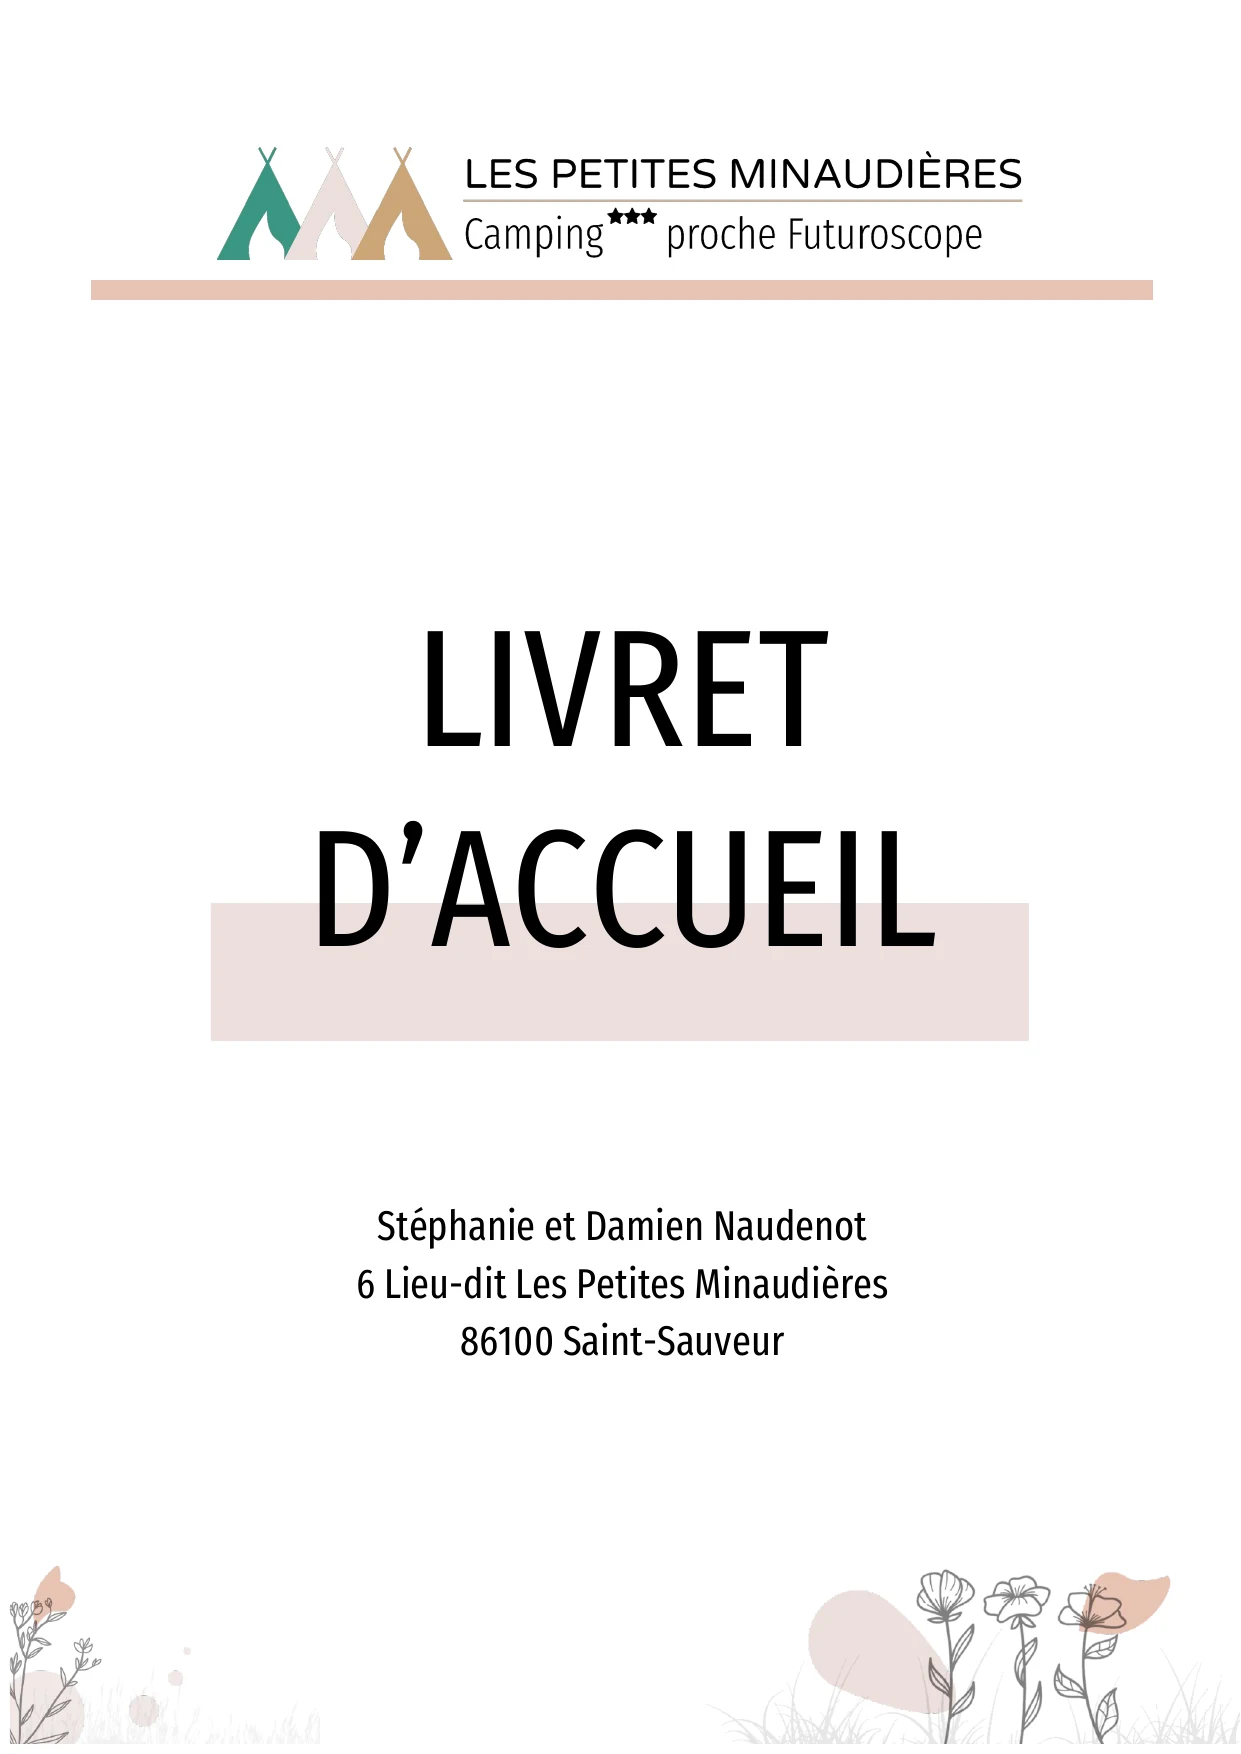 LES PETITES MINAUDIÈRES
Camping★★★ proche Futuroscope
LIVRET
D’ACCUEIL
Stéphanie et Damien Naudenot
6 Lieu-dit Les Petites Minaudières
86100 Saint-Sauveur